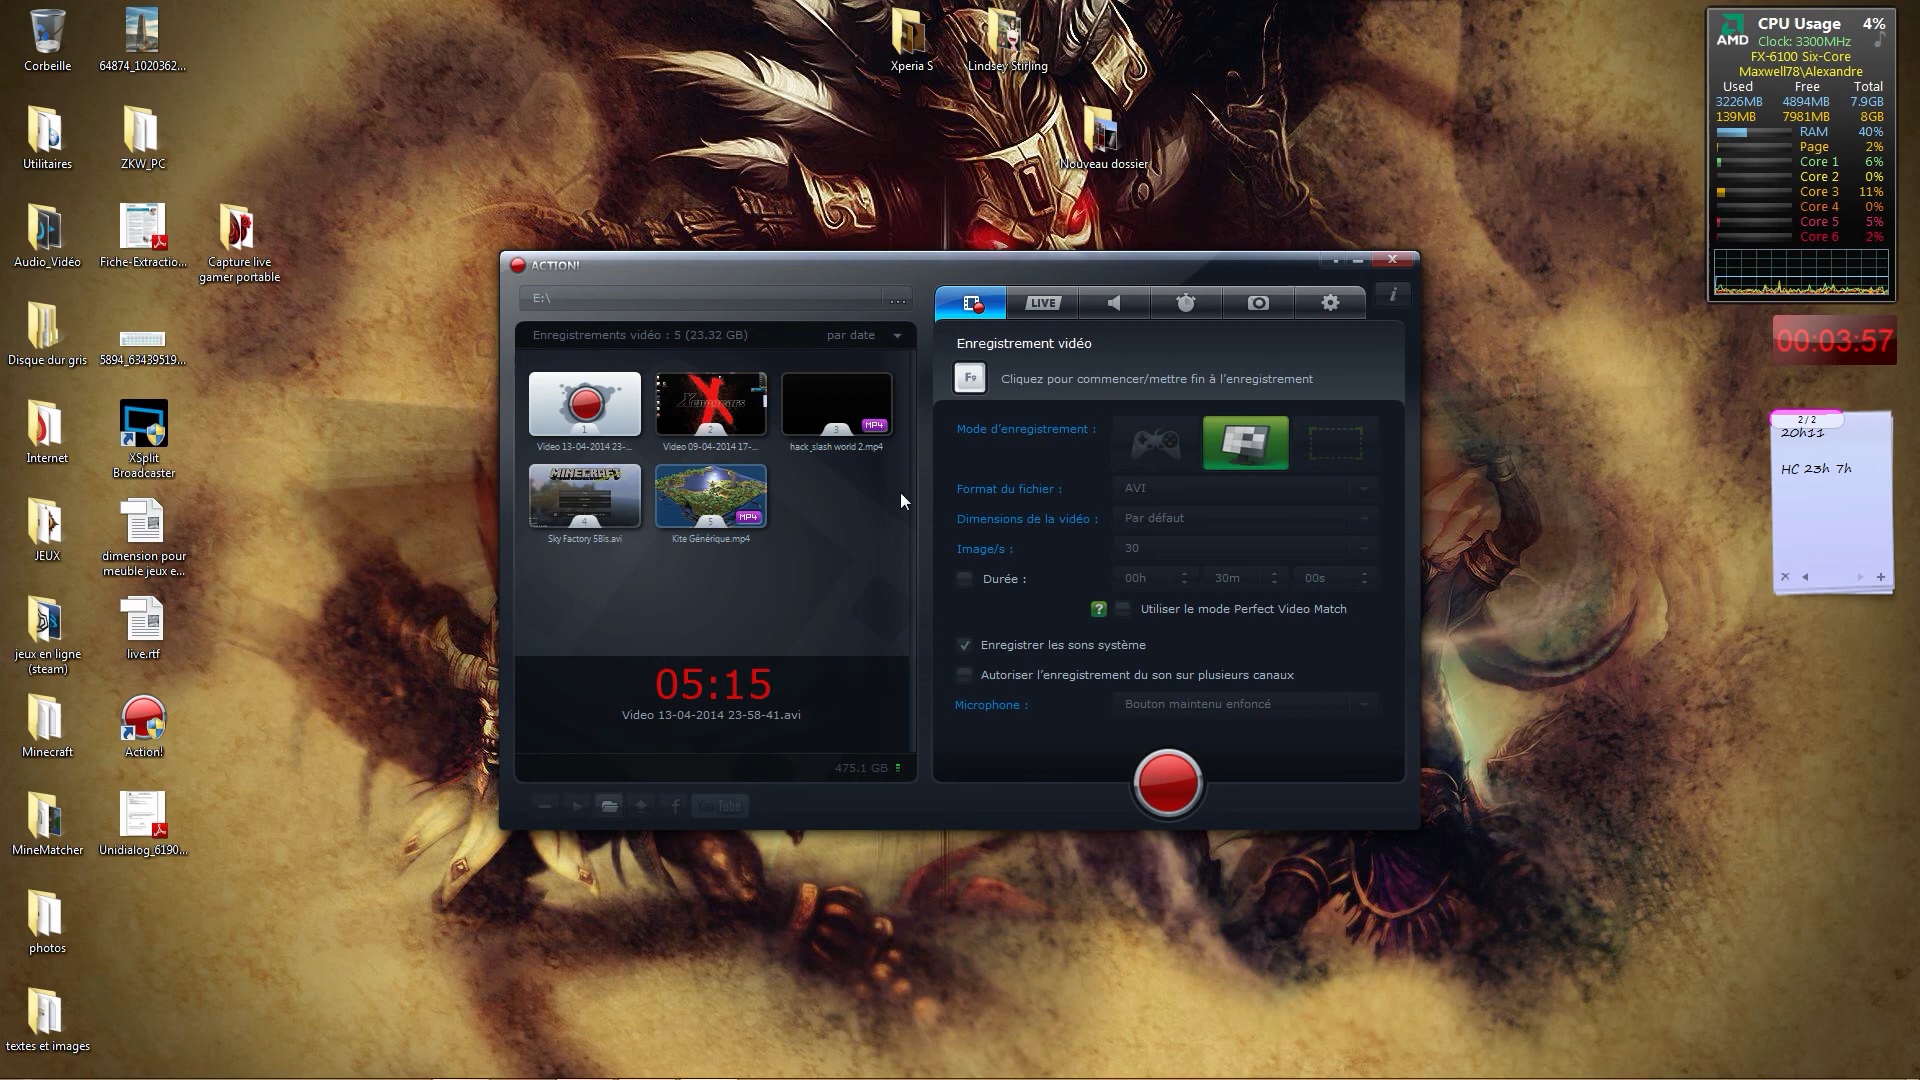 Corbeille
64874_1020362...
Utilitaires
ZKW_PC
Audio_Vidéo
Fiche-Extractio...
Capture live
gamer portable
Disque dur gris
5894_63439519...
Internet
XSplit
Broadcaster
JEUX
dimension pour
meuble jeux e...
jeux en ligne
(steam)
live.rtf
Minecraft
Action!
MineMatcher
Unidialog_6190...
photos
textes et images
Xperia S
Lindsey Stirling
Nouveau dossier
ACTION!
E:\
...
Enregistrements vidéo : 5 (23.32 GB)
par date
1
Video 13-04-2014 23-...
2
Video 09-04-2014 17-...
3
MP4
hack_slash world 2.mp4
MINECRAFT
4
Sky Factory 5Bis.avi
5
MP4
Kite Générique.mp4
05:15
Video 13-04-2014 23-58-41.avi
475.1 GB
f
YouTube
LIVE
i
Enregistrement vidéo
F9
Cliquez pour commencer/mettre fin à l'enregistrement
Mode d'enregistrement :
Format du fichier :
AVI
Dimensions de la vidéo :
Par défaut
Image/s :
30
Durée :
00h
30m
00s
?
Utiliser le mode Perfect Video Match
Enregistrer les sons système
Autoriser l'enregistrement du son sur plusieurs canaux
Microphone :
Bouton maintenu enfoncé
AMD
CPU Usage 4%
Clock: 3300MHz
FX-6100 Six-Core
Maxwell78\Alexandre
Used Free Total
3226MB 4894MB 7.9GB
139MB 7981MB 8GB
RAM 40%
Page 2%
Core 1 6%
Core 2 0%
Core 3 11%
Core 4 0%
Core 5 5%
Core 6 2%
00:03:57
2 / 2
20h11
HC 23h 7h